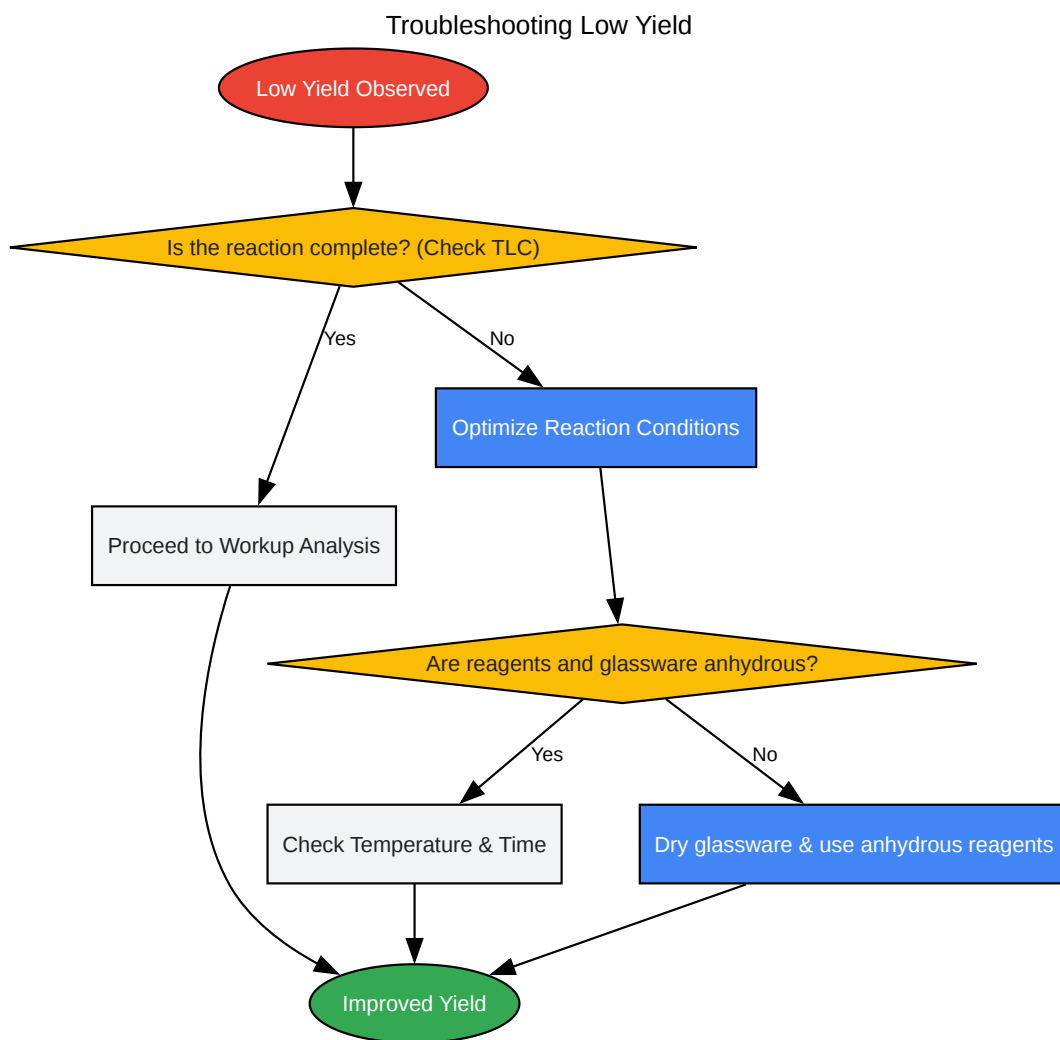 Troubleshooting Low Yield
Low Yield Observed
Is the reaction complete? (Check TLC)
Yes
No
Optimize Reaction Conditions
Proceed to Workup Analysis
Are reagents and glassware anhydrous?
Yes
No
Check Temperature & Time
Dry glassware & use anhydrous reagents
Improved Yield